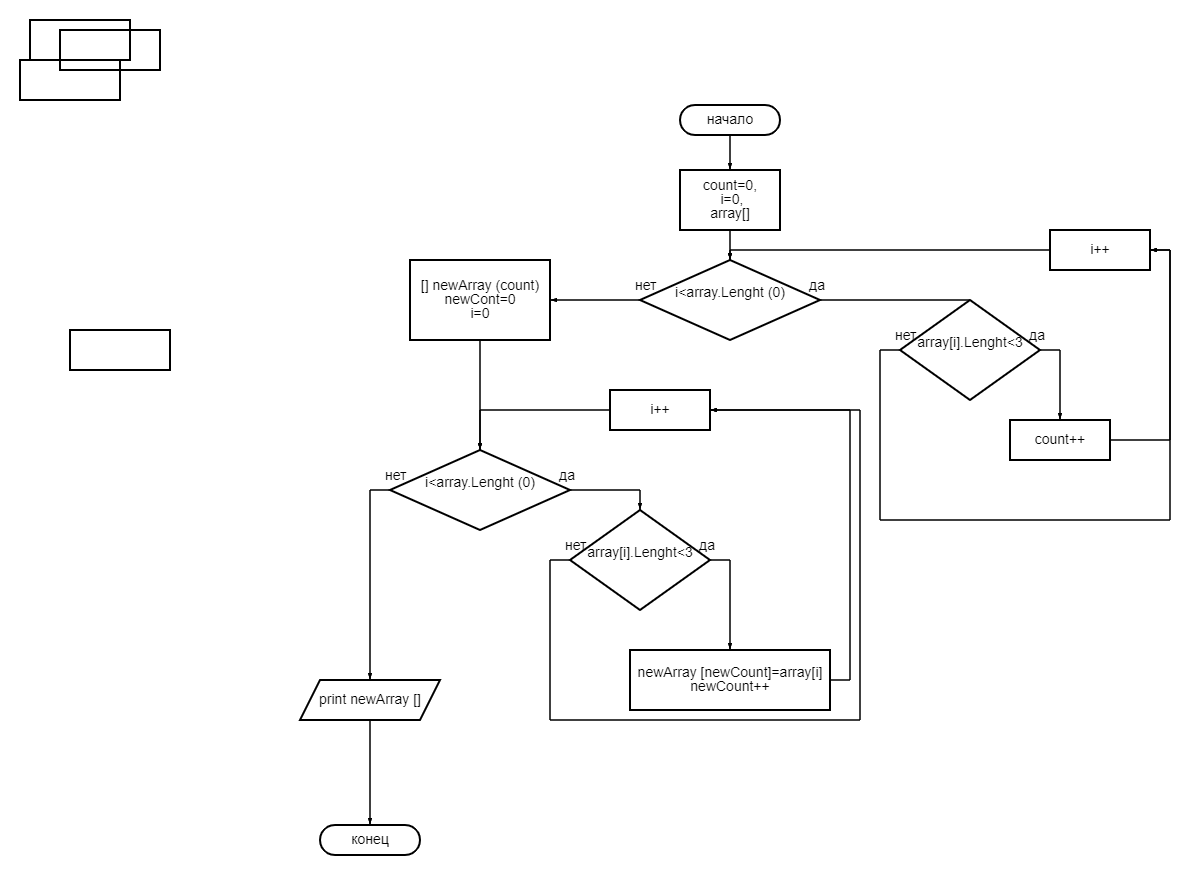 начало
count=0,
i=0,
array[]
i++
i<array.Lenght (0)
нет
да
[] newArray (count)
newCont=0
i=0
array[i].Lenght<3
нет
да
count++
i++
i<array.Lenght (0)
нет
да
array[i].Lenght<3
нет
да
newArray [newCount]=array[i]
newCount++
print newArray []
конец